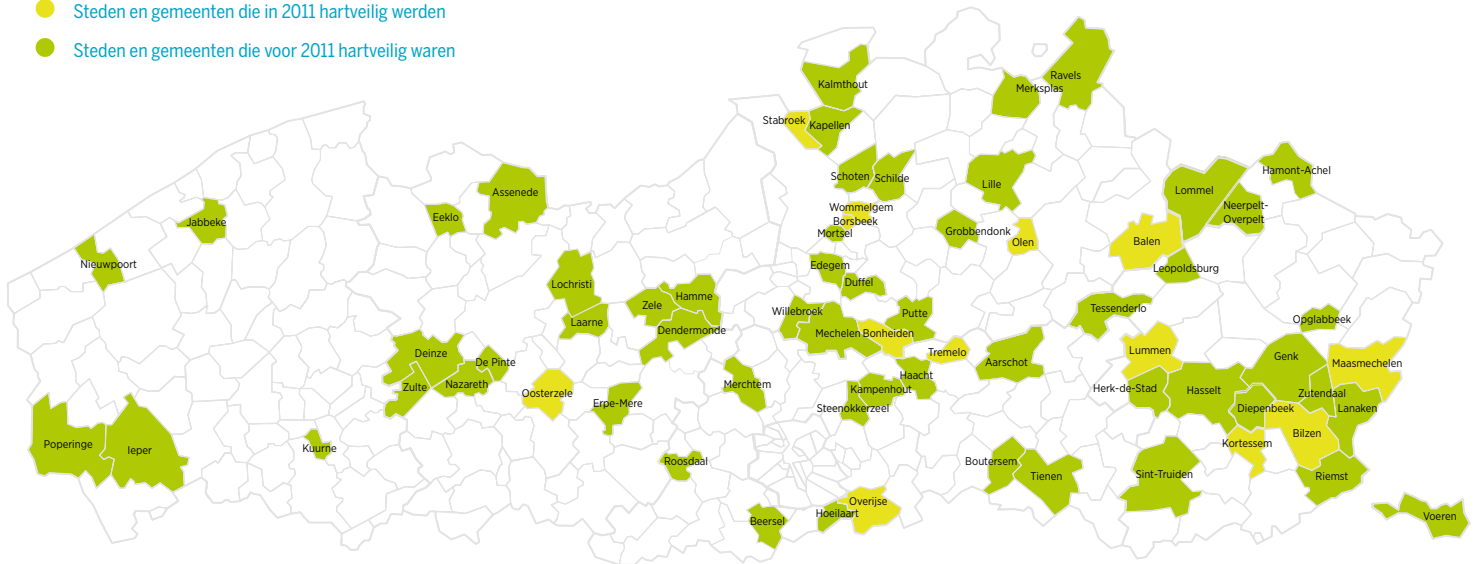 Steden en gemeenten die in 2011 hartveilig werden
Steden en gemeenten die voor 2011 hartveilig waren
Kalmthout
Ravels
Merksplas
Stabroek
Kapellen
Hamont-Achel
Schoten
Schilde
Lille
Lommel
Assenede
Neerpelt-
Overpelt
Jabbeke
Eeklo
Wommelgem
Borsbeek
Mortsel
Grobbendonk
Olen
Balen
Nieuwpoort
Edegem
Duffel
Leopoldsburg
Lochristi
Zele
Hamme
Laarne
Dendermonde
Willebroek
Mechelen
Bonheiden
Putte
Tessenderlo
Opglabbeek
Deinze
De Pinte
Zulte
Nazareth
Tremelo
Aarschot
Lummen
Genk
Maasmechelen
Oosterzele
Erpe-Mere
Merchtem
Haacht
Kampenhout
Steenokkerzeel
Herk-de-Stad
Hasselt
Zutendaal
Diepenbeek
Lanaken
Poperinge
Ieper
Kuurne
Roosdaal
Boutersem
Tienen
Sint-Truiden
Kortessem
Bilzen
Riemst
Overijse
Hoeilaart
Beersel
Voeren